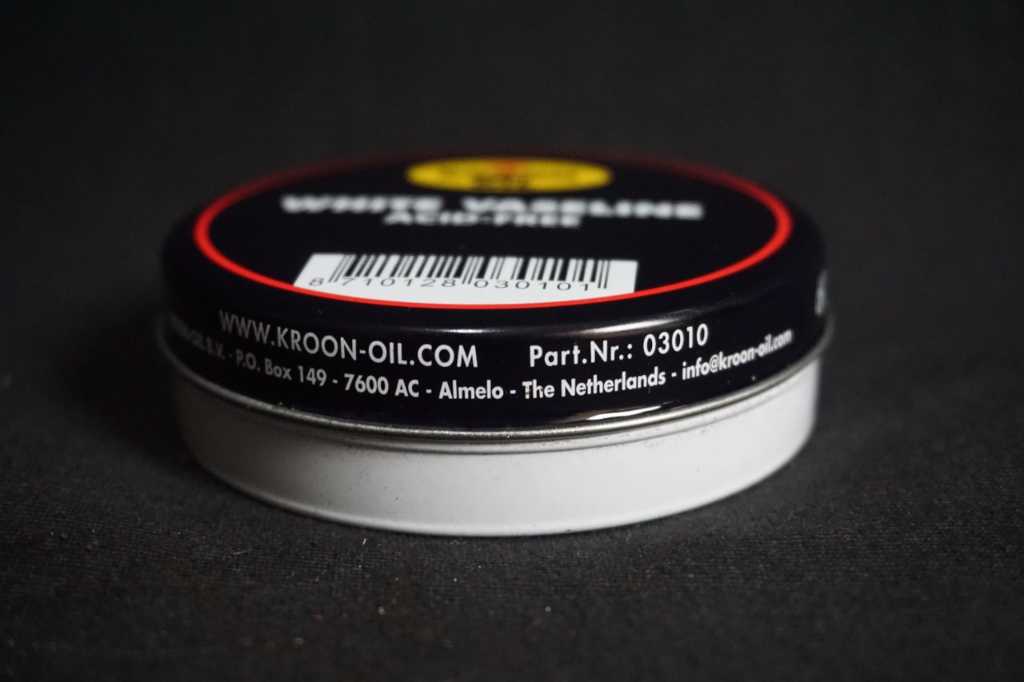 WHITE VASELINE
ACID-FREE
8 710128 030101
WWW.KROON-OIL.COM Part.Nr.: 03010
B.V. - P.O. Box 149 - 7600 AC - Almelo - The Netherlands - info@kroon-oil.com